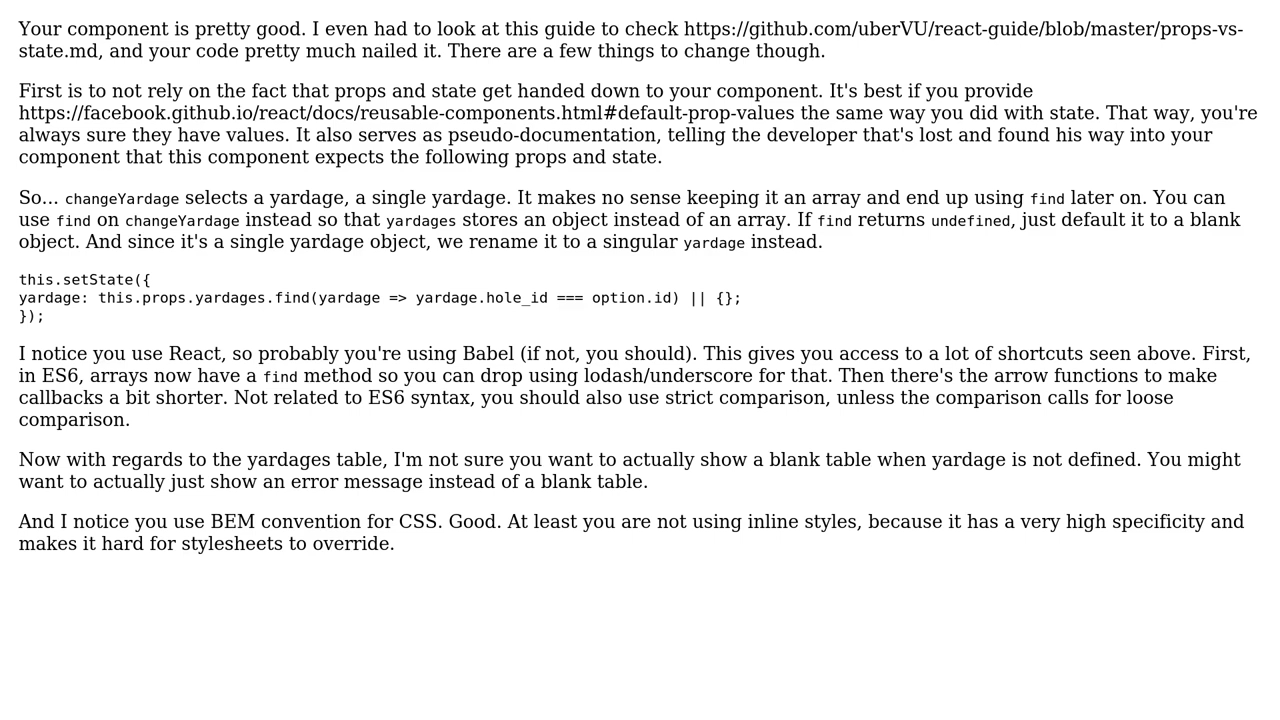 Your component is pretty good. I even had to look at this guide to check https://github.com/uberVU/react-guide/blob/master/props-vs-
state.md, and your code pretty much nailed it. There are a few things to change though.
First is to not rely on the fact that props and state get handed down to your component. It's best if you provide
https://facebook.github.io/react/docs/reusable-components.html#default-prop-values the same way you did with state. That way, you're
always sure they have values. It also serves as pseudo-documentation, telling the developer that's lost and found his way into your
component that this component expects the following props and state.
So... changeYardage selects a yardage, a single yardage. It makes no sense keeping it an array and end up using find later on. You can
use find on changeYardage instead so that yardages stores an object instead of an array. If find returns undefined, just default it to a blank
object. And since it's a single yardage object, we rename it to a singular yardage instead.
this.setState({
yardage: this.props.yardages.find(yardage => yardage.hole_id === option.id) || {};
});
I notice you use React, so probably you're using Babel (if not, you should). This gives you access to a lot of shortcuts seen above. First,
in ES6, arrays now have a find method so you can drop using lodash/underscore for that. Then there's the arrow functions to make
callbacks a bit shorter. Not related to ES6 syntax, you should also use strict comparison, unless the comparison calls for loose
comparison.
Now with regards to the yardages table, I'm not sure you want to actually show a blank table when yardage is not defined. You might
want to actually just show an error message instead of a blank table.
And I notice you use BEM convention for CSS. Good. At least you are not using inline styles, because it has a very high specificity and
makes it hard for stylesheets to override.